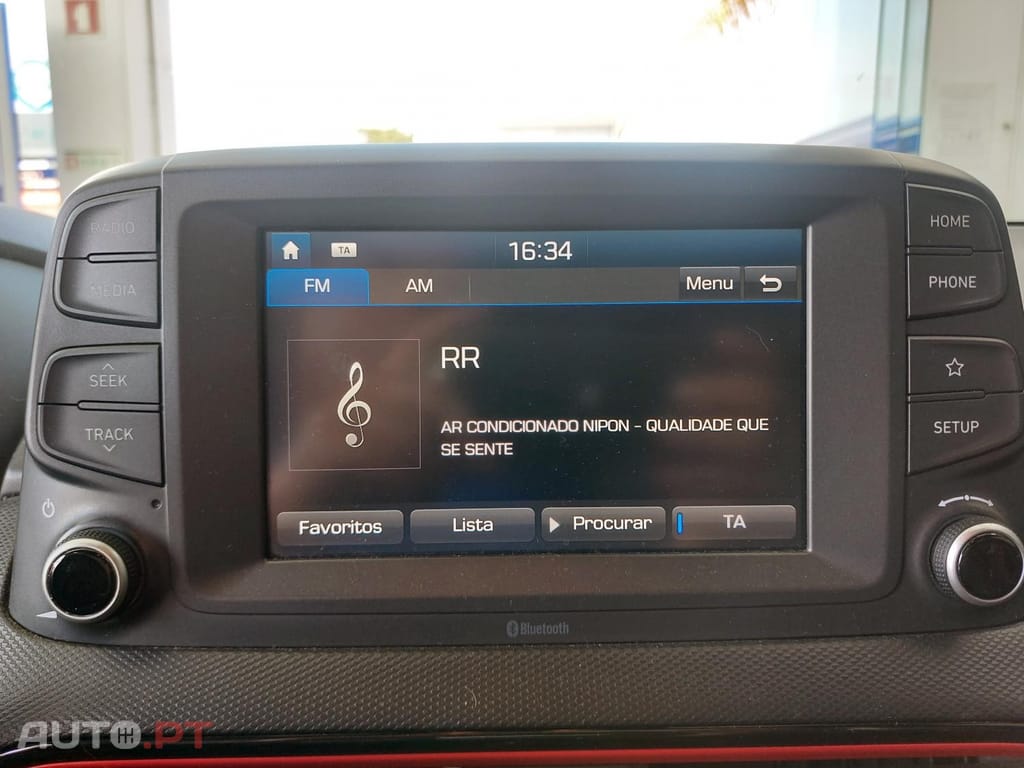 RADIO
MEDIA
SEEK
TRACK
TA
16:34
FM
AM
Menu
RR
AR CONDICIONADO NIPON - QUALIDADE QUE
SE SENTE
Favoritos
Lista
Procurar
TA
HOME
PHONE
SETUP
Bluetooth
AUTO.PT